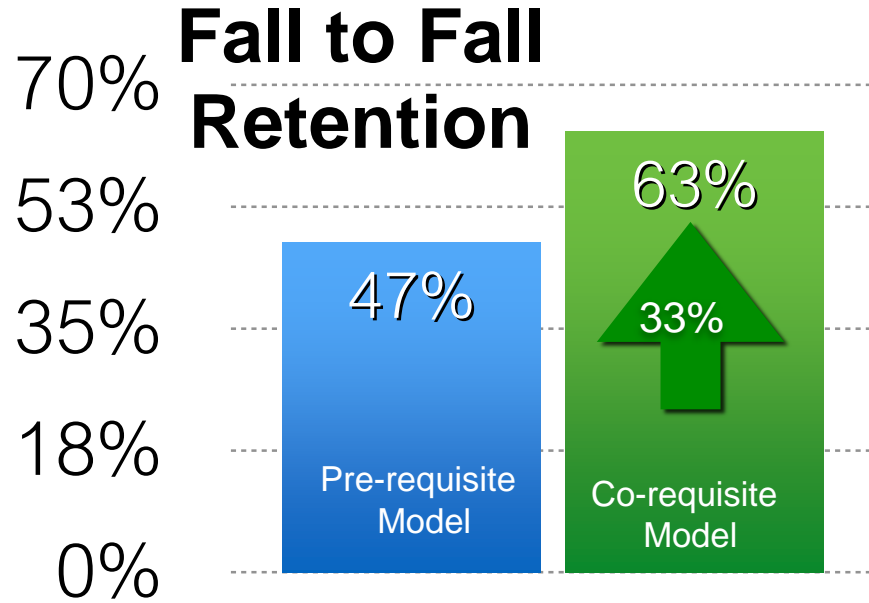 Fall to Fall
Retention
70%
53%
35%
18%
0%
47%
Pre-requisite
Model
63%
33%
Co-requisite
Model